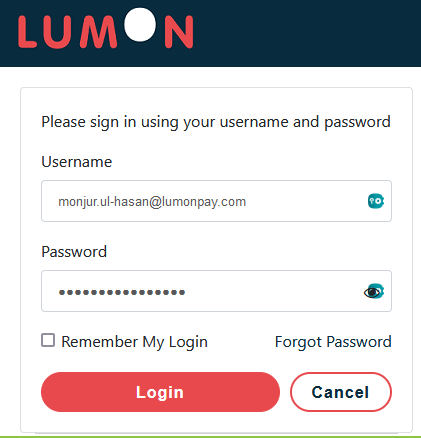 LUMON
Please sign in using your username and password
Username
monjur.ul-hasan@lumonpay.com
Password
••••••••••••••••
Remember My Login
Forgot Password
Login
Cancel